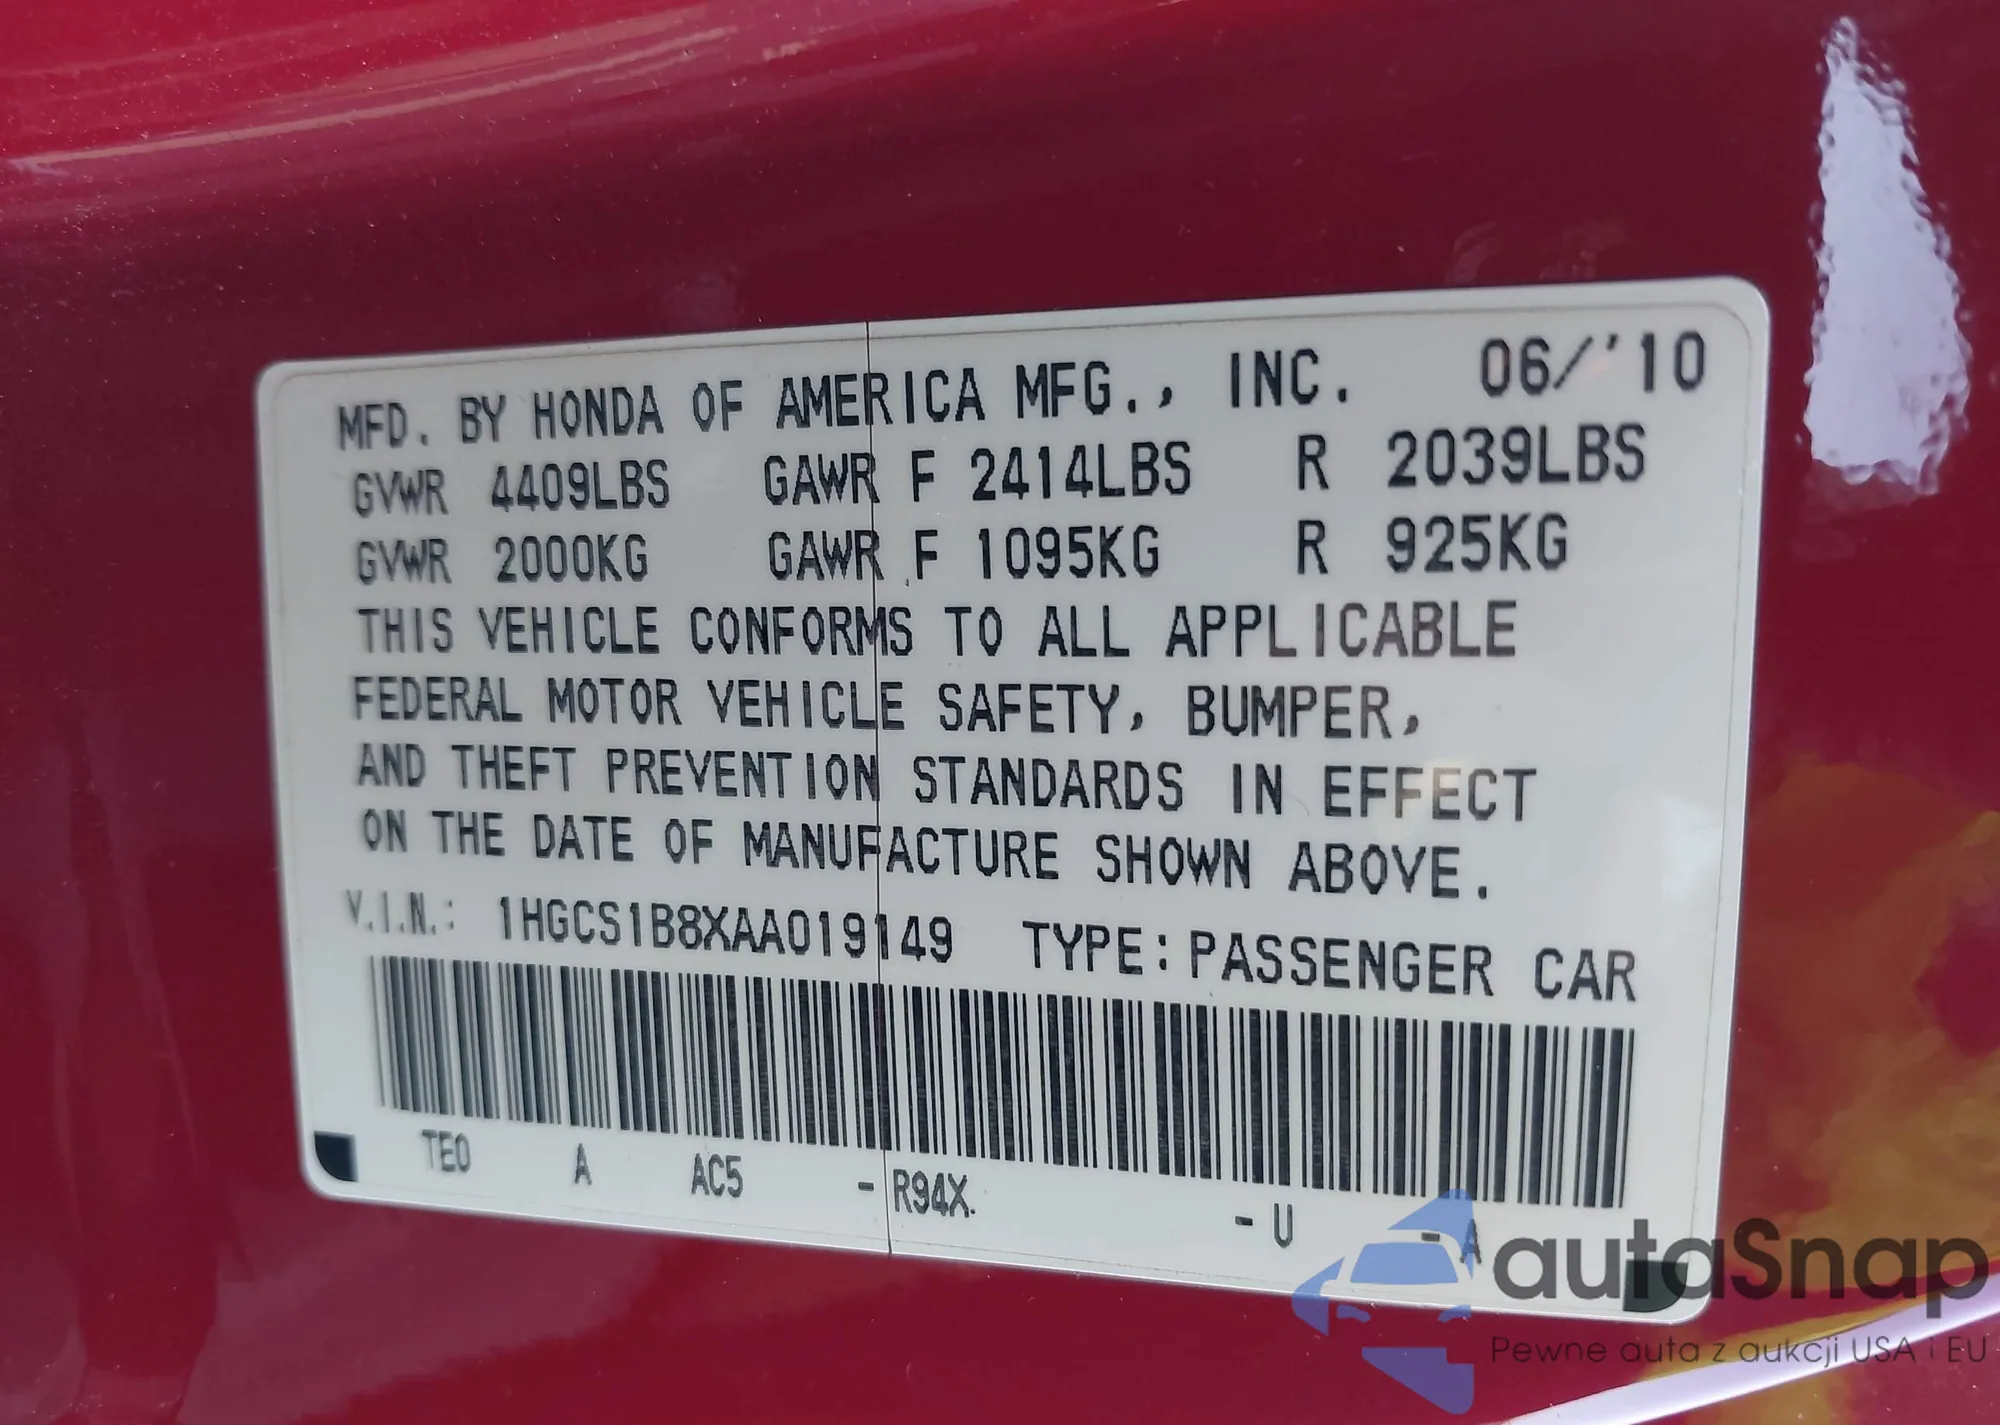 MFD. BY HONDA OF AMERICA MFG., INC. 06/'10
GVWR 4409LBS GAWR F 2414LBS R 2039LBS
GVWR 2000KG GAWR F 1095KG R 925KG
THIS VEHICLE CONFORMS TO ALL APPLICABLE
FEDERAL MOTOR VEHICLE SAFETY, BUMPER,
AND THEFT PREVENTION STANDARDS IN EFFECT
ON THE DATE OF MANUFACTURE SHOWN ABOVE.
V.I.N.: 1HGCS1B8XAA019149 TYPE: PASSENGER CAR
TE0 A AC5 - R94X. - U - A
autaSnap
Pewne auta z aukcji USA i EU